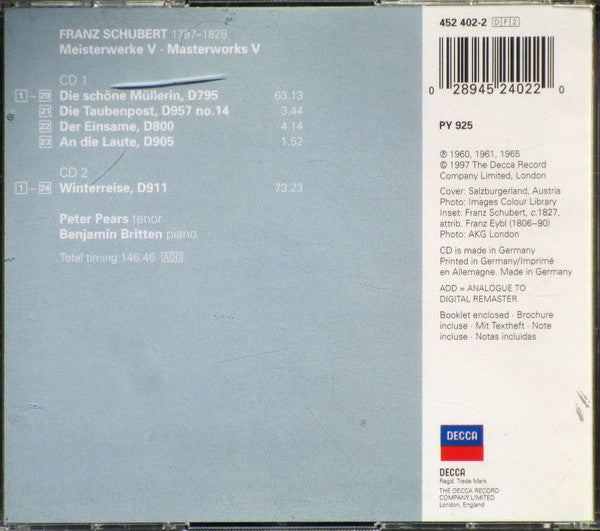 FRANZ SCHUBERT 1797–1828
Meisterwerke V · Masterworks V
CD 1
1 – 20 Die schöne Müllerin, D795 63.13
21 Die Taubenpost, D957 no.14 3.44
22 Der Einsame, D800 4.14
23 An die Laute, D905 1.52
CD 2
1 – 24 Winterreise, D911 73.23
Peter Pears tenor
Benjamin Britten piano
Total timing 146.46 ADD
452 402-2 DF2
0 28945 24022 0
PY 925
℗ 1960, 1961, 1965
© 1997 The Decca Record
Company Limited, London
Cover: Salzburgerland, Austria
Photo: Images Colour Library
Inset: Franz Schubert, c.1827,
attrib. Franz Eybl (1806–90)
Photo: AKG London
CD is made in Germany
Printed in Germany/Imprimé
en Allemagne. Made in Germany
ADD = ANALOGUE TO
DIGITAL REMASTER
Booklet enclosed · Brochure
incluse · Mit Textheft · Note
incluse · Notas incluidas
DECCA
DECCA
Regd. Trade Mark
THE DECCA RECORD
COMPANY LIMITED
London, England